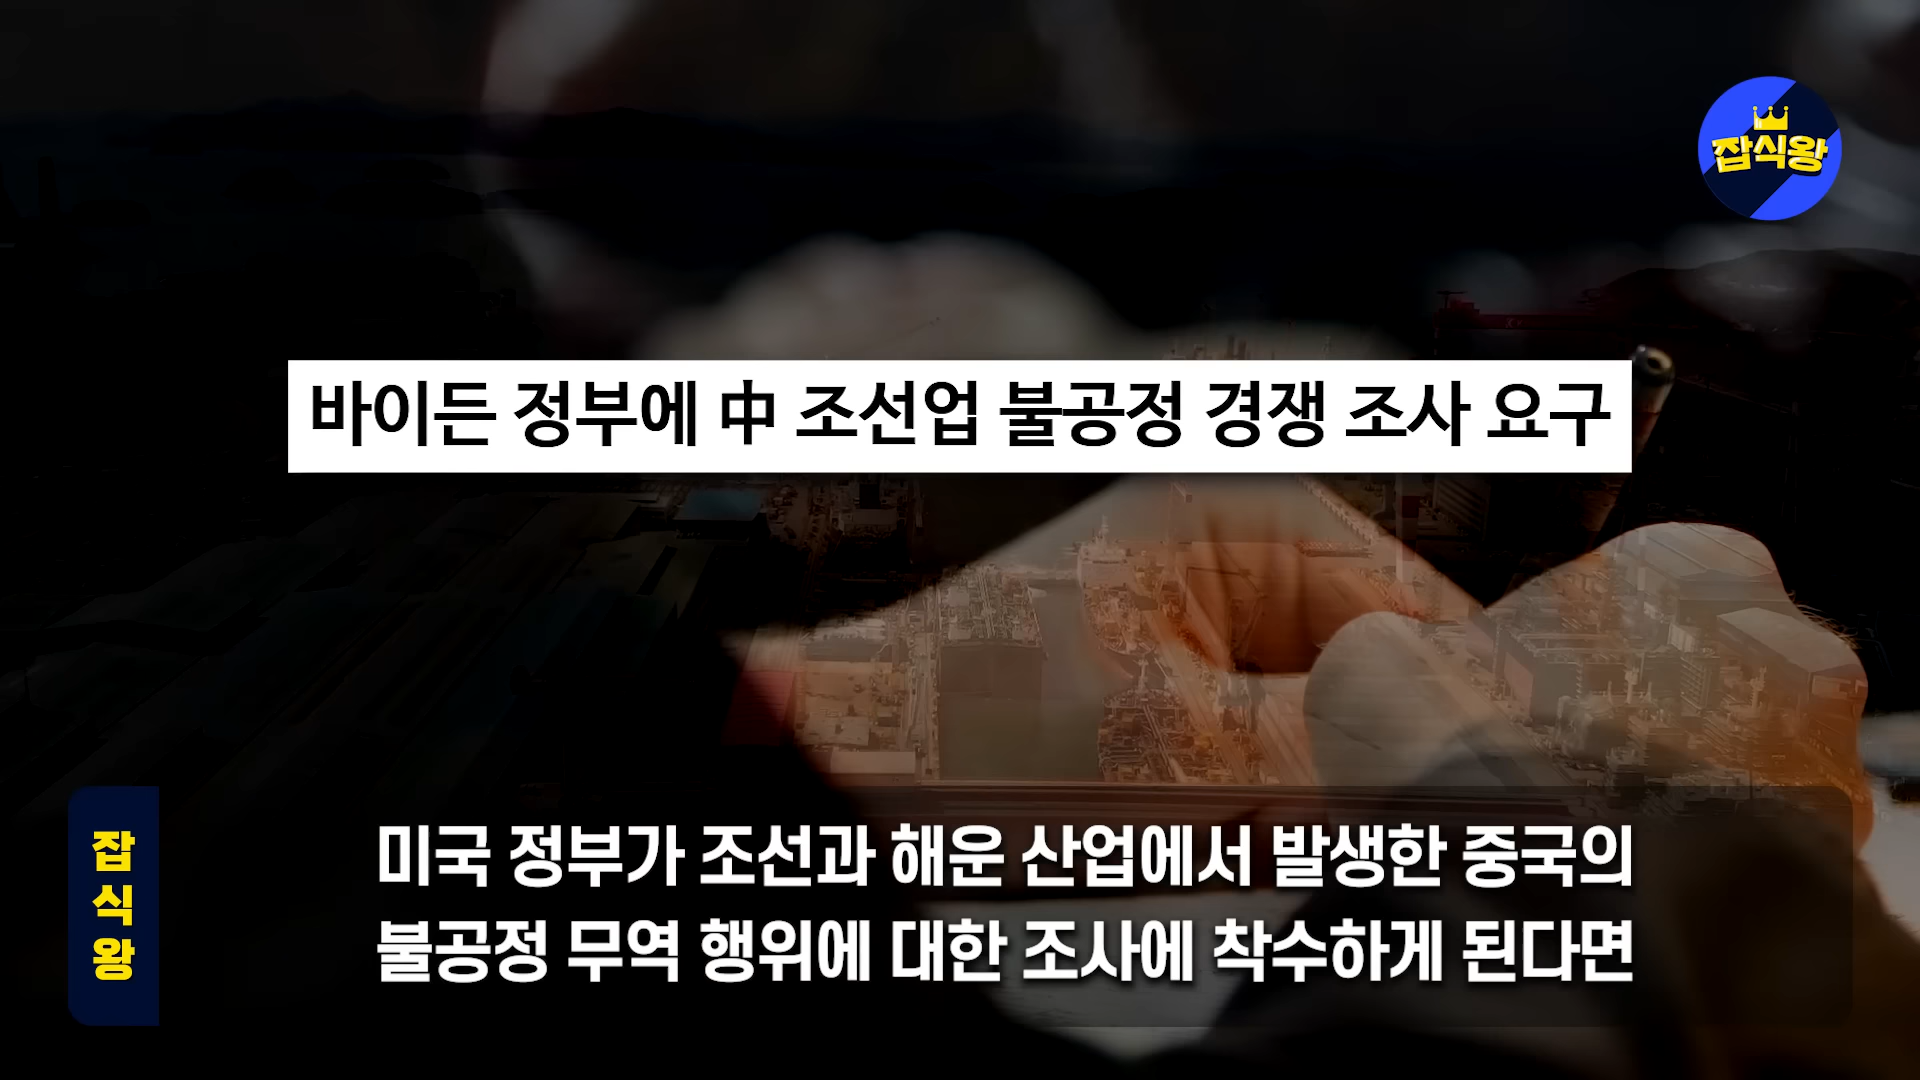 잡식왕
바이든 정부에 中 조선업 불공정 경쟁 조사 요구
잡식왕
미국 정부가 조선과 해운 산업에서 발생한 중국의
불공정 무역 행위에 대한 조사에 착수하게 된다면